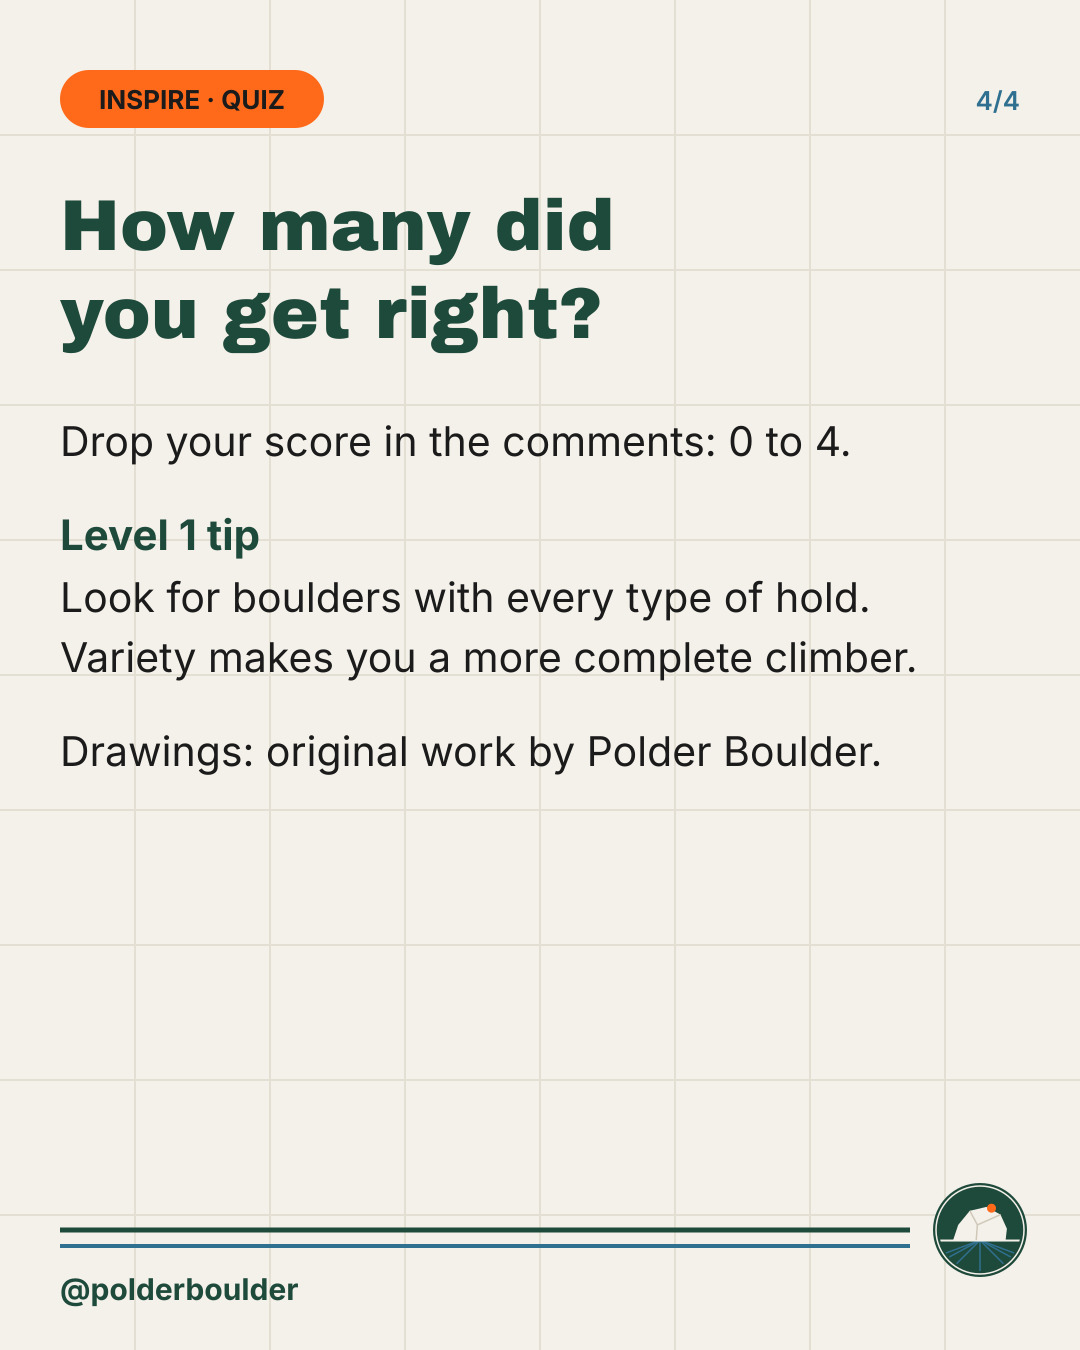 INSPIRE · QUIZ
4/4
How many did
you get right?
Drop your score in the comments: 0 to 4.
Level 1 tip
Look for boulders with every type of hold.
Variety makes you a more complete climber.
Drawings: original work by Polder Boulder.
@polderboulder